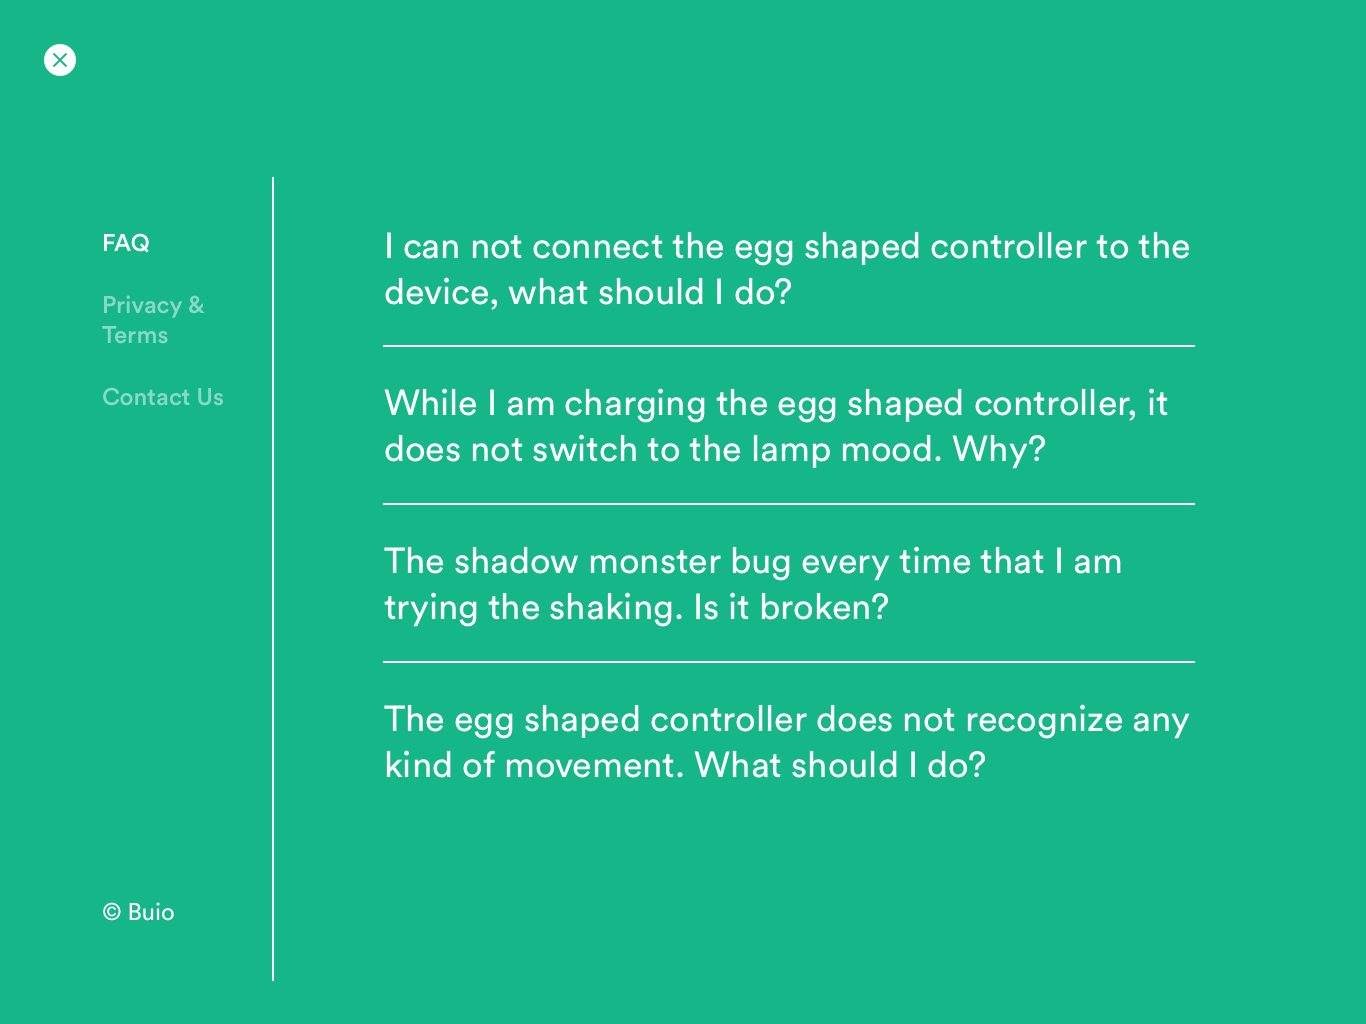 FAQ
Privacy &
Terms
Contact Us
© Buio
I can not connect the egg shaped controller to the
device, what should I do?
While I am charging the egg shaped controller, it
does not switch to the lamp mood. Why?
The shadow monster bug every time that I am
trying the shaking. Is it broken?
The egg shaped controller does not recognize any
kind of movement. What should I do?